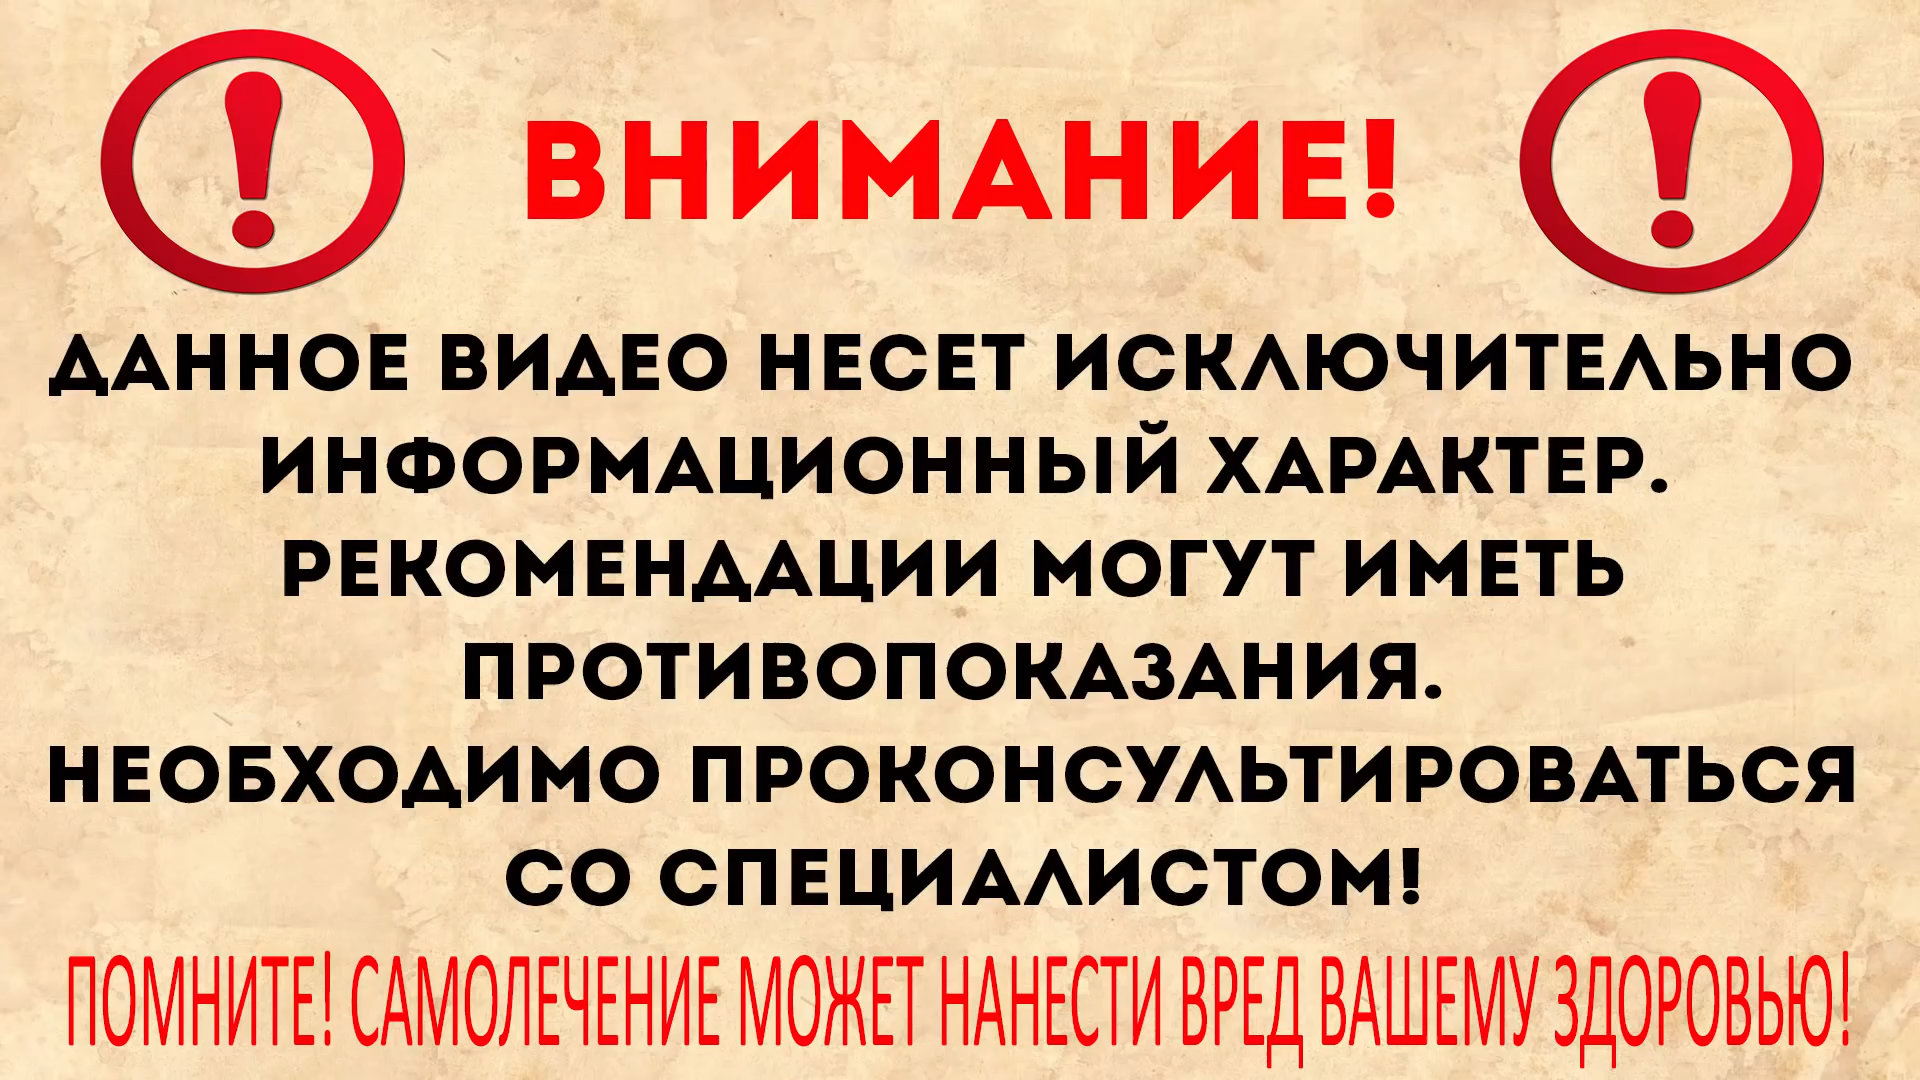 ВНИМАНИЕ!
ДАННОЕ ВИДЕО НЕСЕТ ИСКЛЮЧИТЕЛЬНО
ИНФОРМАЦИОННЫЙ ХАРАКТЕР.
РЕКОМЕНДАЦИИ МОГУТ ИМЕТЬ
ПРОТИВОПОКАЗАНИЯ.
НЕОБХОДИМО ПРОКОНСУЛЬТИРОВАТЬСЯ
СО СПЕЦИАЛИСТОМ!
ПОМНИТЕ! САМОЛЕЧЕНИЕ МОЖЕТ НАНЕСТИ ВРЕД ВАШЕМУ ЗДОРОВЬЮ!